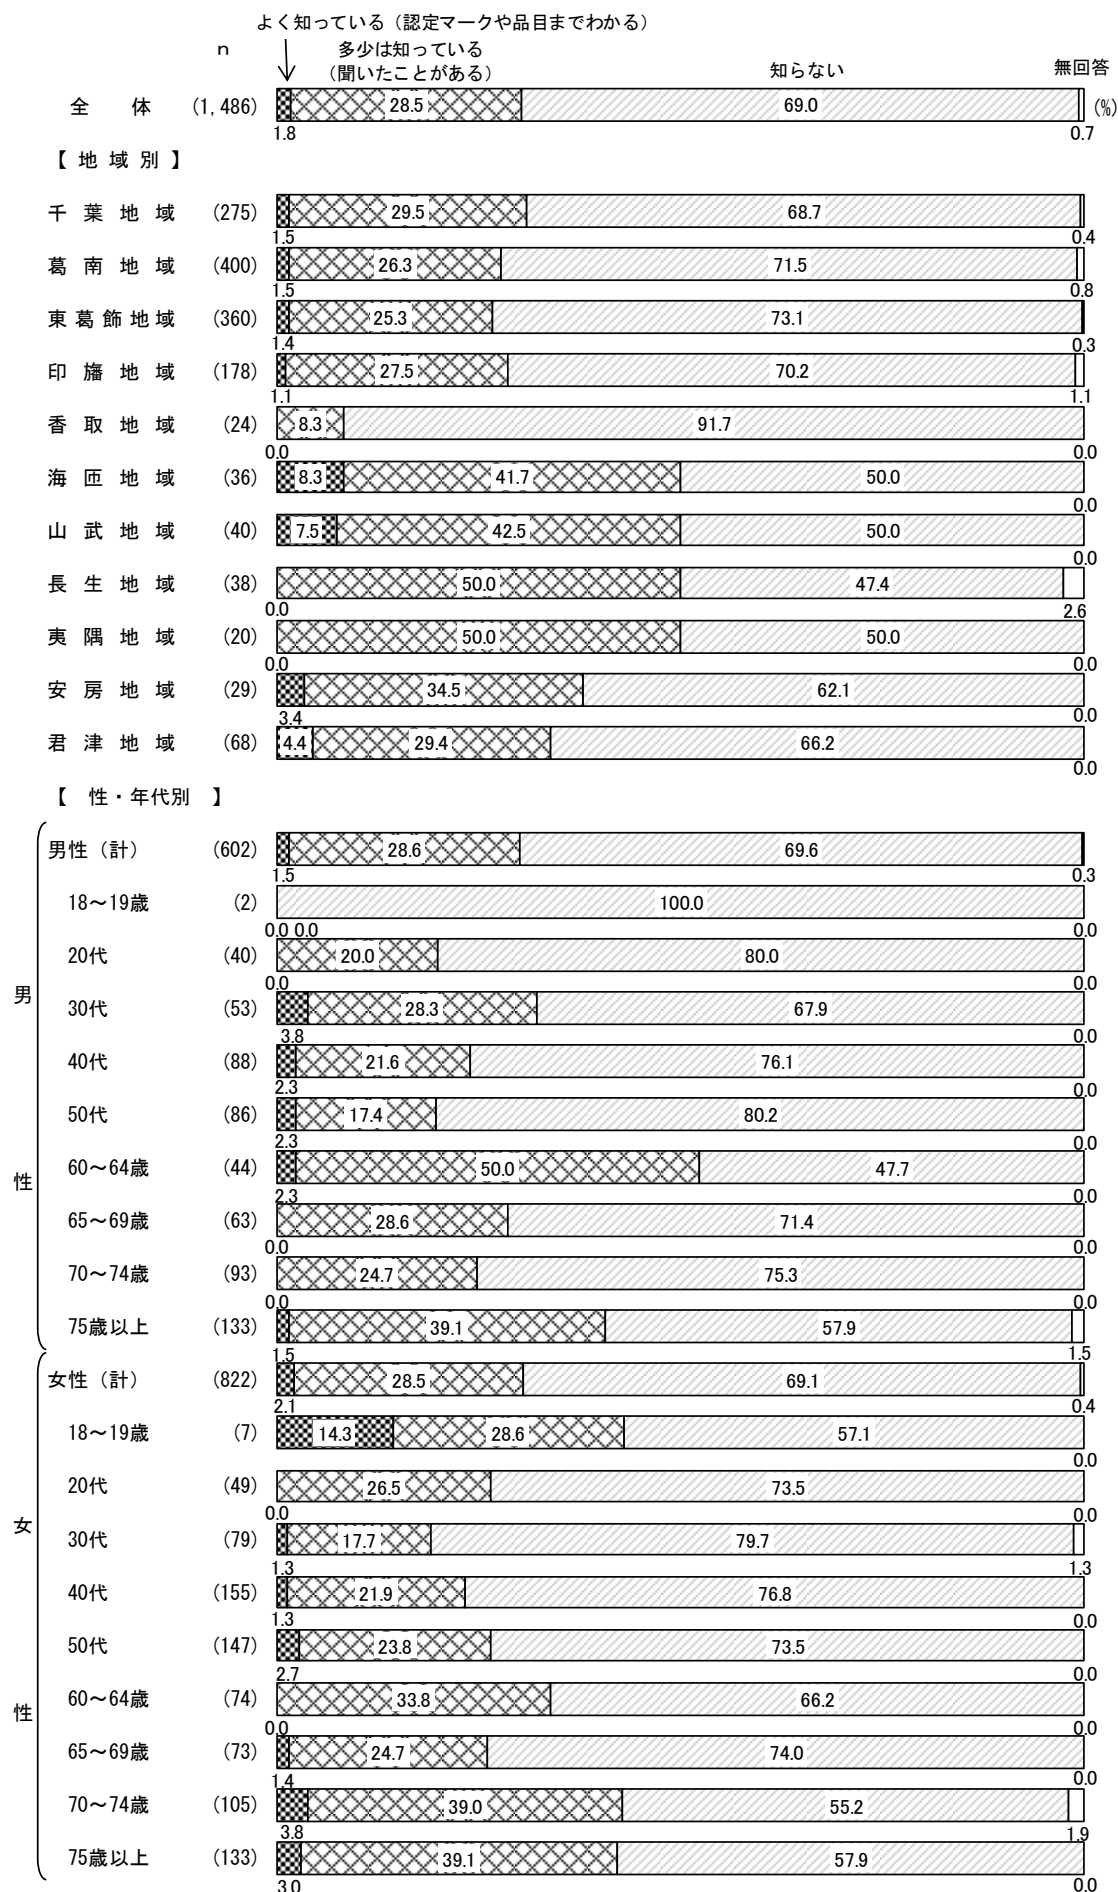 よく知っている（認定マークや品目までわかる）
n 多少は知っている
（聞いたことがある） 知らない 無回答
全体 (1,486) 28.5 69.0 (%)
1.8 0.7
【地域別】
千葉地域 (275) 29.5 68.7
1.5 0.4
葛南地域 (400) 26.3 71.5
1.5 0.8
東葛飾地域 (360) 25.3 73.1
1.4 0.3
印旛地域 (178) 27.5 70.2
1.1 1.1
香取地域 (24) 8.3 91.7
0.0 0.0
海匝地域 (36) 8.3 41.7 50.0
0.0
山武地域 (40) 7.5 42.5 50.0
0.0
長生地域 (38) 50.0 47.4
0.0 2.6
夷隅地域 (20) 50.0 50.0
0.0 0.0
安房地域 (29) 34.5 62.1
3.4 0.0
君津地域 (68) 4.4 29.4 66.2
0.0
【性・年代別】
男性（計） (602) 28.6 69.6
1.5 0.3
18～19歳 (2) 100.0
0.0 0.0 0.0
20代 (40) 20.0 80.0
0.0 0.0
男
30代 (53) 28.3 67.9
3.8 0.0
40代 (88) 21.6 76.1
2.3 0.0
50代 (86) 17.4 80.2
2.3 0.0
性
60～64歳 (44) 50.0 47.7
2.3 0.0
65～69歳 (63) 28.6 71.4
0.0 0.0
70～74歳 (93) 24.7 75.3
0.0 0.0
75歳以上 (133) 39.1 57.9
1.5 1.5
女性（計） (822) 28.5 69.1
2.1 0.4
18～19歳 (7) 14.3 28.6 57.1
0.0
20代 (49) 26.5 73.5
0.0 0.0
女
30代 (79) 17.7 79.7
1.3 1.3
40代 (155) 21.9 76.8
1.3 0.0
50代 (147) 23.8 73.5
2.7 0.0
性
60～64歳 (74) 33.8 66.2
0.0 0.0
65～69歳 (73) 24.7 74.0
1.4 0.0
70～74歳 (105) 39.0 55.2
3.8 1.9
75歳以上 (133) 39.1 57.9
3.0 0.0